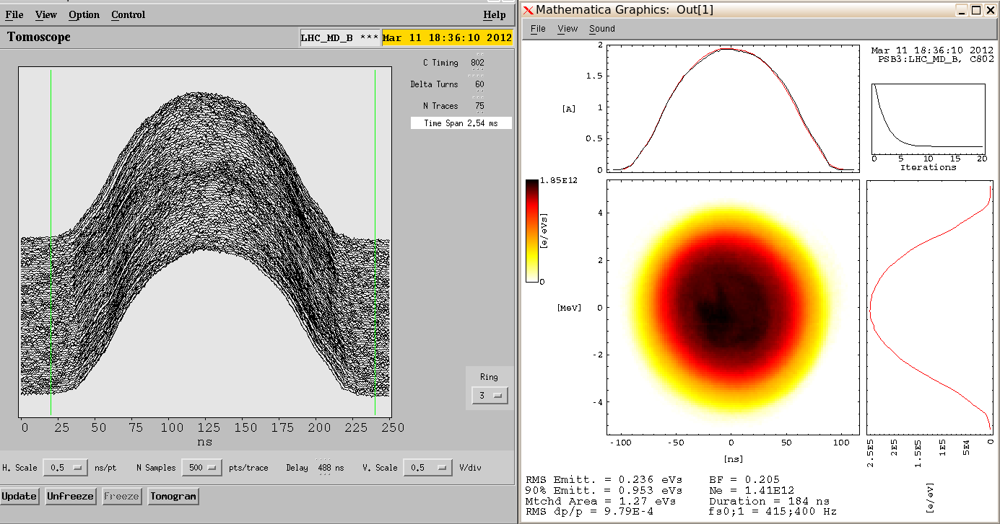 File View Option Control Help
Tomoscope LHC_MD_B *** Mar 11 18:36:10 2012
C Timing 802
Delta Turns 60
N Traces 75
Time Span 2.54 ms
Ring
3
0 25 50 75 100 125 150 175 200 225 250
ns
H. Scale 0.5 ns/pt N Samples 500 pts/trace Delay 488 ns V. Scale 0.5 V/div
Update Unfreeze Freeze Tomogram
Mathematica Graphics: Out[1]
File View Sound
Mar 11 18:36:10 2012
PSB3:LHC_MD_B, C802
2
1.5
[A]
1
0.5
0
0 5 10 15 20
Iterations
1.85E12
[e/eVs]
0
4
2
[MeV]
0
-2
-4
-100 -50 0 50 100
[ns]
2.5E5 2E5 1.5E5 1E5 5E4 0
[e/eV]
RMS Emitt. = 0.236 eVs BF = 0.205
90% Emitt. = 0.953 eVs Ne = 1.41E12
Mtchd Area = 1.27 eVs Duration = 184 ns
RMS dp/p = 9.79E-4 fs0;1 = 415;400 Hz